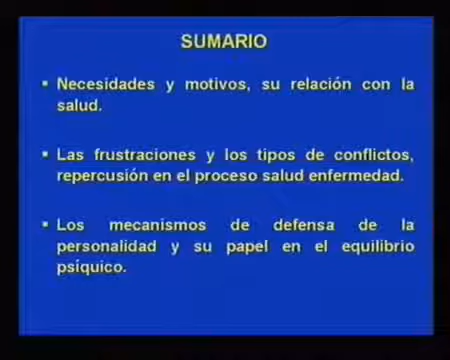 SUMARIO
▪ Necesidades y motivos, su relación con la
salud.
▪ Las frustraciones y los tipos de conflictos,
repercusión en el proceso salud enfermedad.
▪ Los mecanismos de defensa de la
personalidad y su papel en el equilibrio
psíquico.